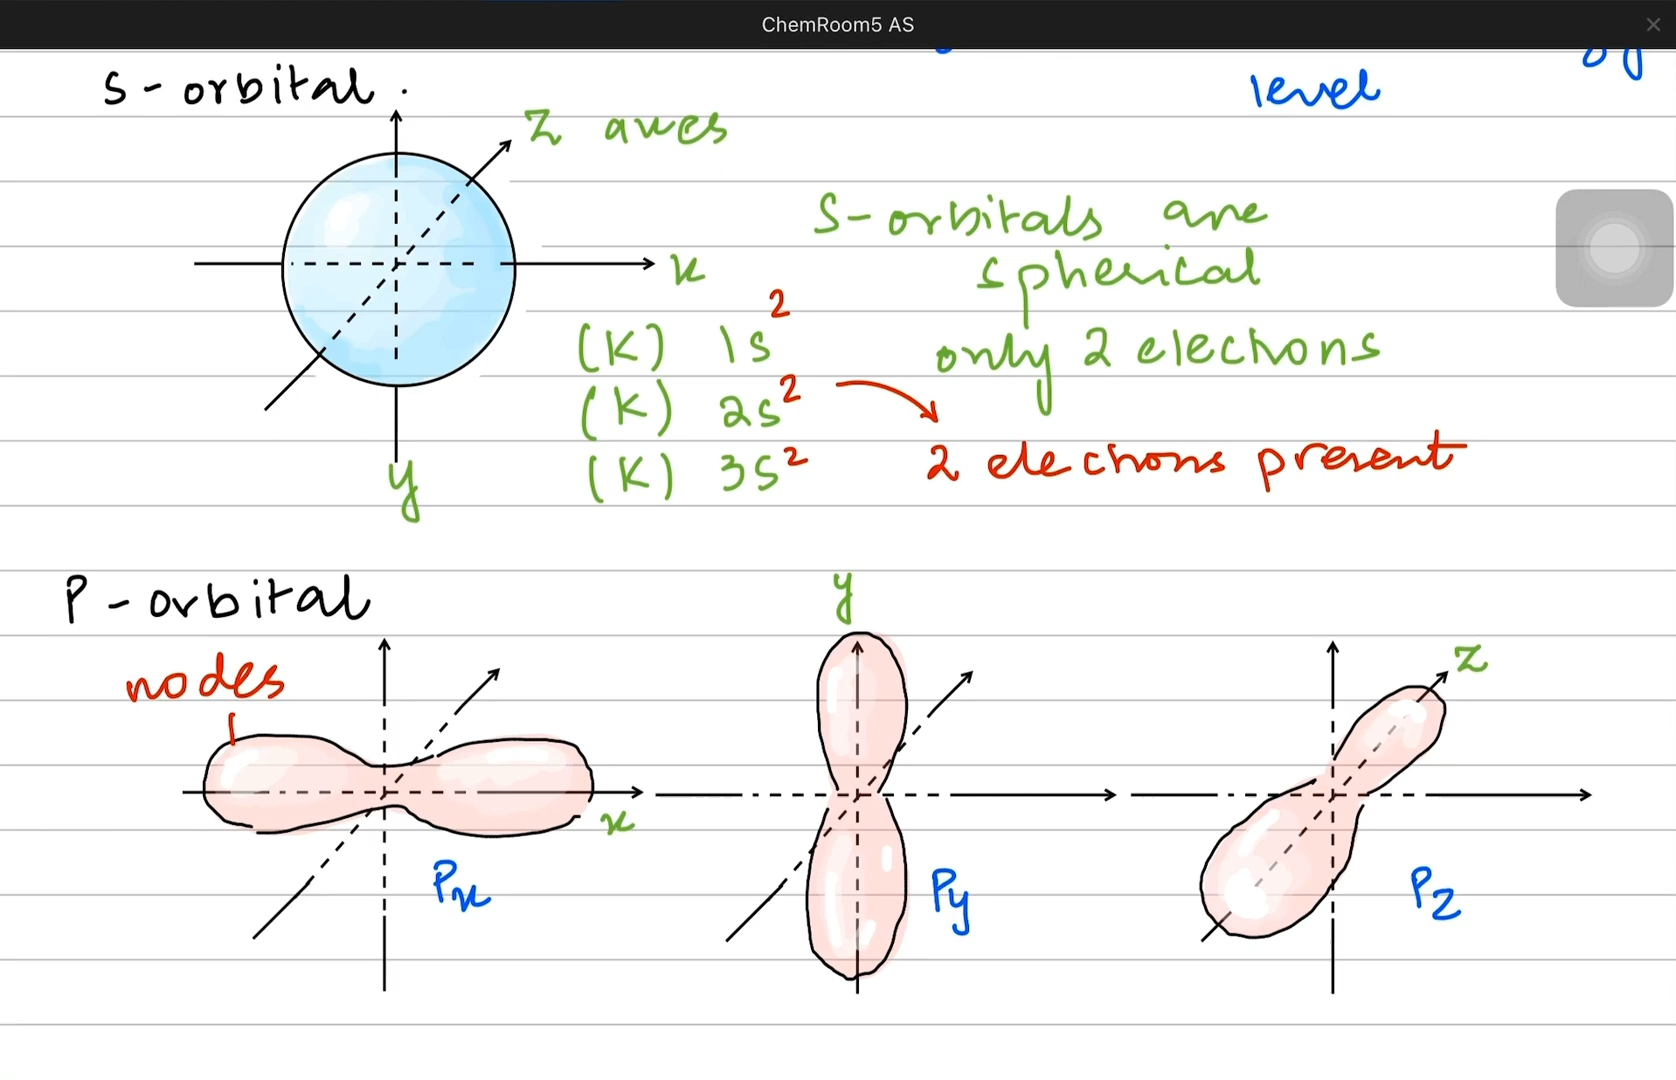 ChemRoom5 AS
level
S-orbital.
Z axes
S-orbitals are
spherical
x
(K) 1s²
only 2 electrons
(K) 2s²
2 electrons present
(K) 3s²
y
P-orbital
y
nodes
z
x
Px
Py
Pz